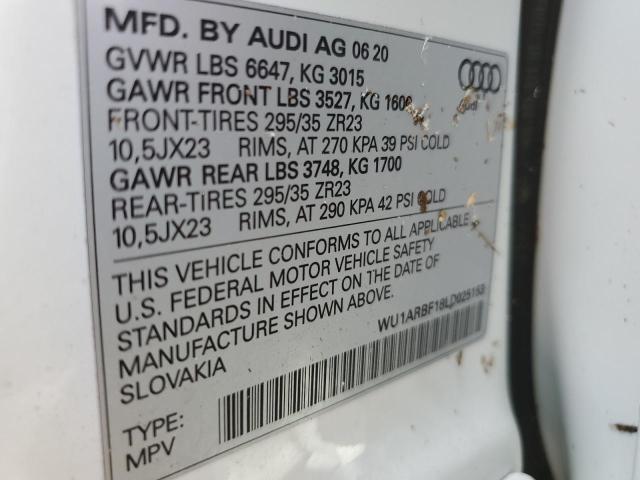 MFD. BY AUDI AG 06 20
GVWR LBS 6647, KG 3015
GAWR FRONT LBS 3527, KG 1600
FRONT-TIRES 295/35 ZR23
10,5JX23 RIMS, AT 270 KPA 39 PSI COLD
GAWR REAR LBS 3748, KG 1700
REAR-TIRES 295/35 ZR23
10,5JX23 RIMS, AT 290 KPA 42 PSI COLD
Audi
THIS VEHICLE CONFORMS TO ALL APPLICABLE
U.S. FEDERAL MOTOR VEHICLE SAFETY
STANDARDS IN EFFECT ON THE DATE OF
MANUFACTURE SHOWN ABOVE.
SLOVAKIA
WU1ARBF18LD025153
TYPE:
MPV